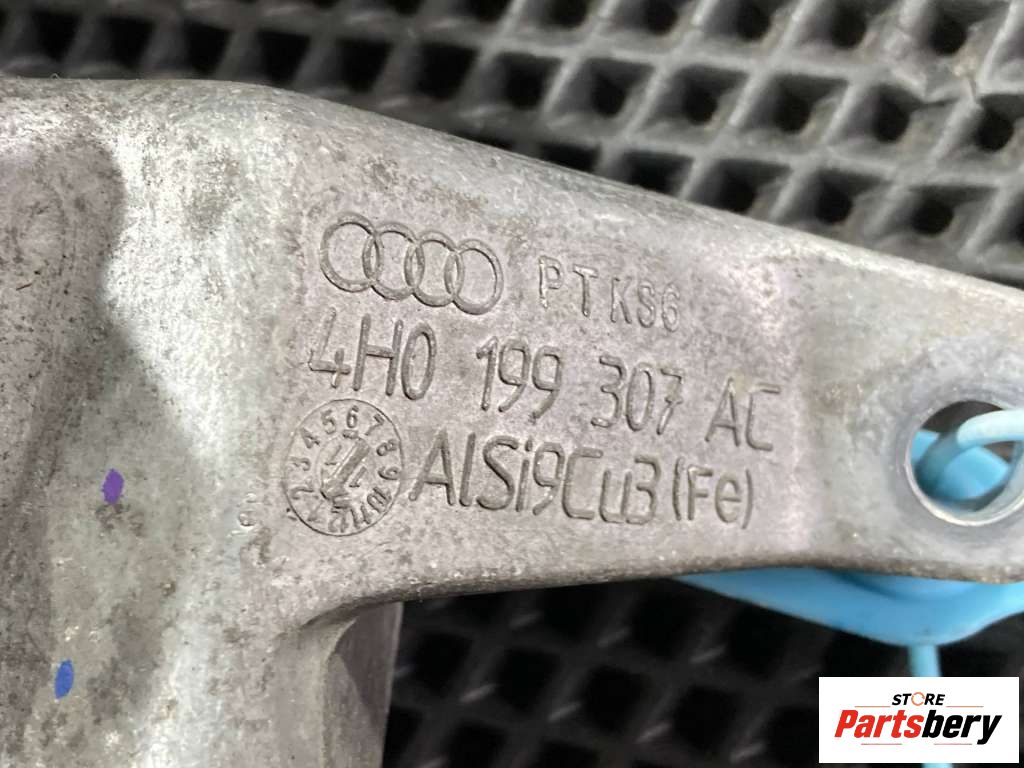 PTKS6
4H0 199 307 AC
AlSi9Cu3(Fe)
STORE
Partsbery